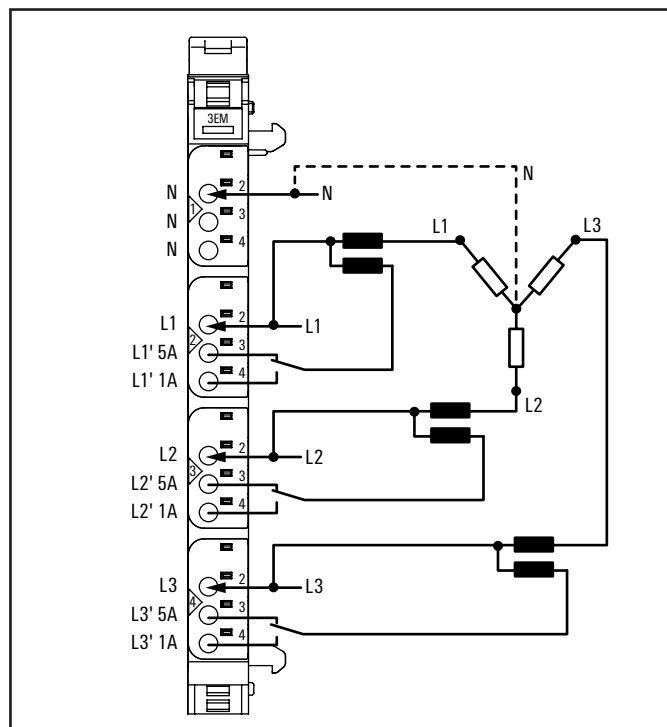 3EM
N 2 N N
N 1 3
N 4
L1 L3
L1 2 L1
2
L1' 5A 3
L1' 1A 4
L2
L2 2 L2
3
L2' 5A 3
L2' 1A 4
L3 2 L3
4
L3' 5A 3
L3' 1A 4